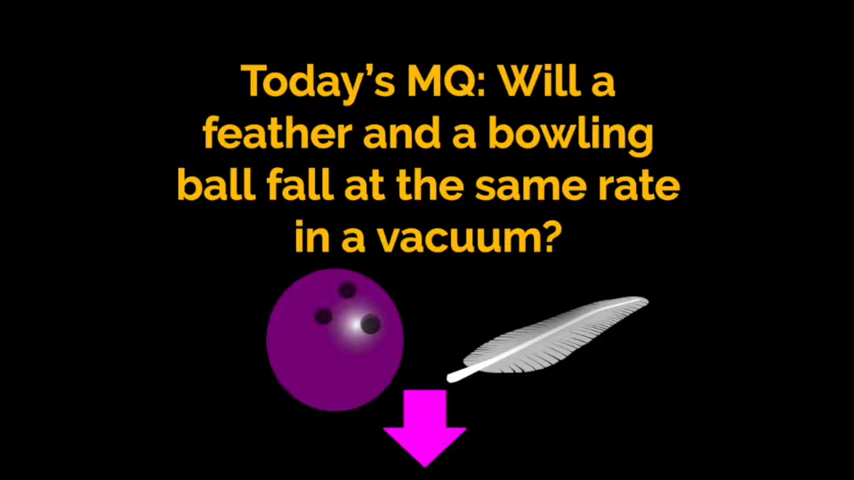 Today’s MQ: Will a
feather and a bowling
ball fall at the same rate
in a vacuum?